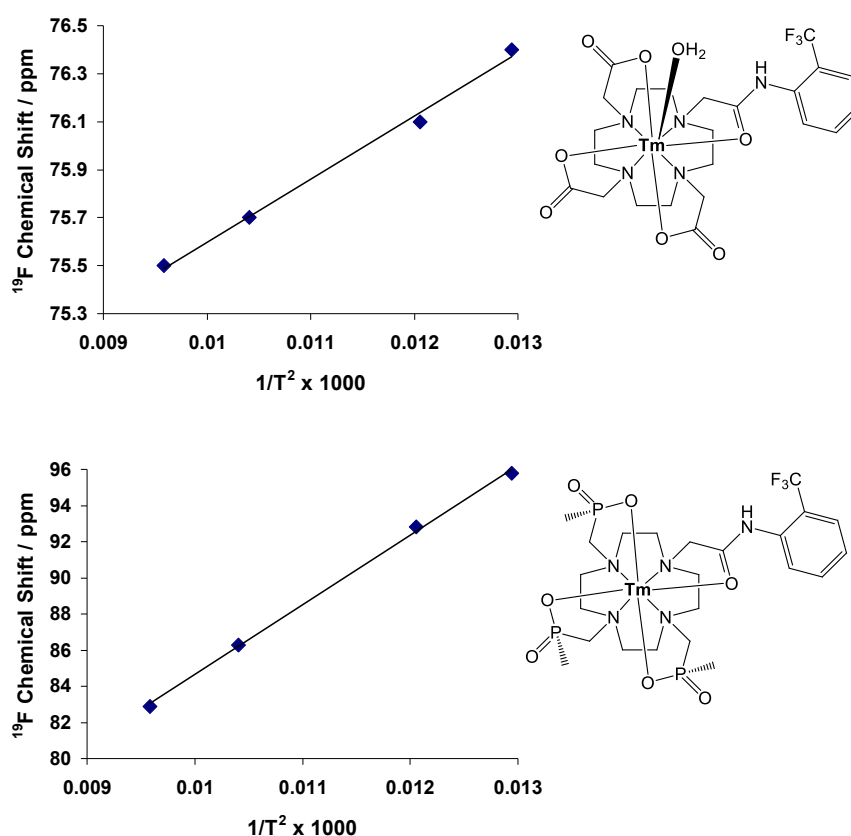 76.5
76.3
76.1
75.9
75.7
75.5
75.3
¹⁹F Chemical Shift / ppm
0.009 0.01 0.011 0.012 0.013
1/T² x 1000
O
O
OH₂
F₃C
H
N
N N
O
Tm
O
N N
O
O
O
96
94
92
90
88
86
84
82
80
¹⁹F Chemical Shift / ppm
0.009 0.01 0.011 0.012 0.013
1/T² x 1000
O
P
O
F₃C
H
N
N N
O
Tm
O
P
N N
O
O
P
O